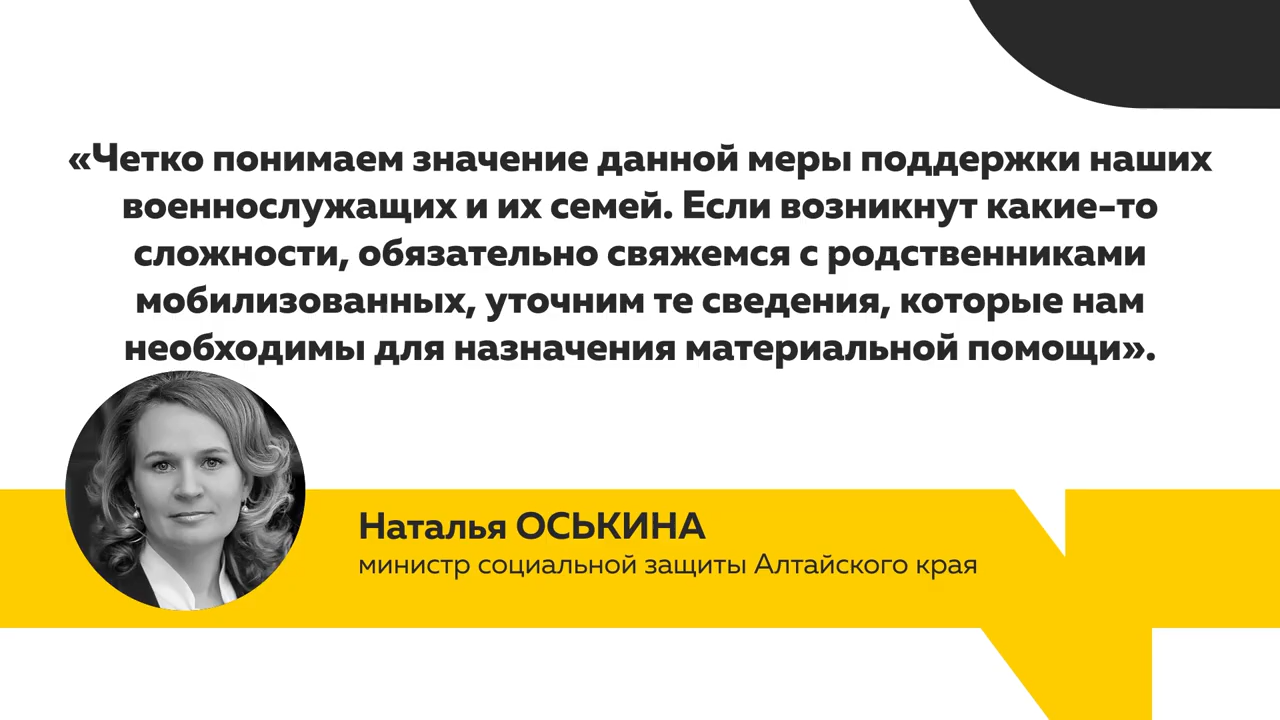 «Четко понимаем значение данной меры поддержки наших
военнослужащих и их семей. Если возникнут какие-то
сложности, обязательно свяжемся с родственниками
мобилизованных, уточним те сведения, которые нам
необходимы для назначения материальной помощи».
Наталья ОСЬКИНА
министр социальной защиты Алтайского края